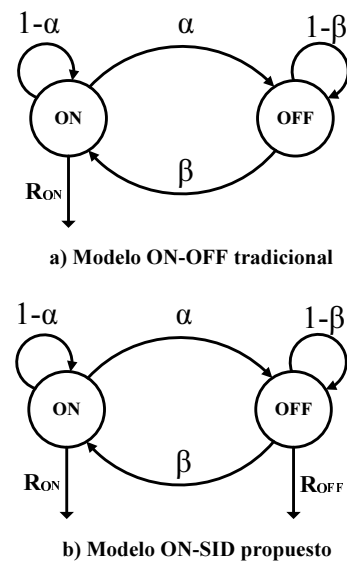 1-α α 1-β
ON OFF
β
RON
a) Modelo ON-OFF tradicional
1-α α 1-β
ON OFF
β
RON ROFF
b) Modelo ON-SID propuesto